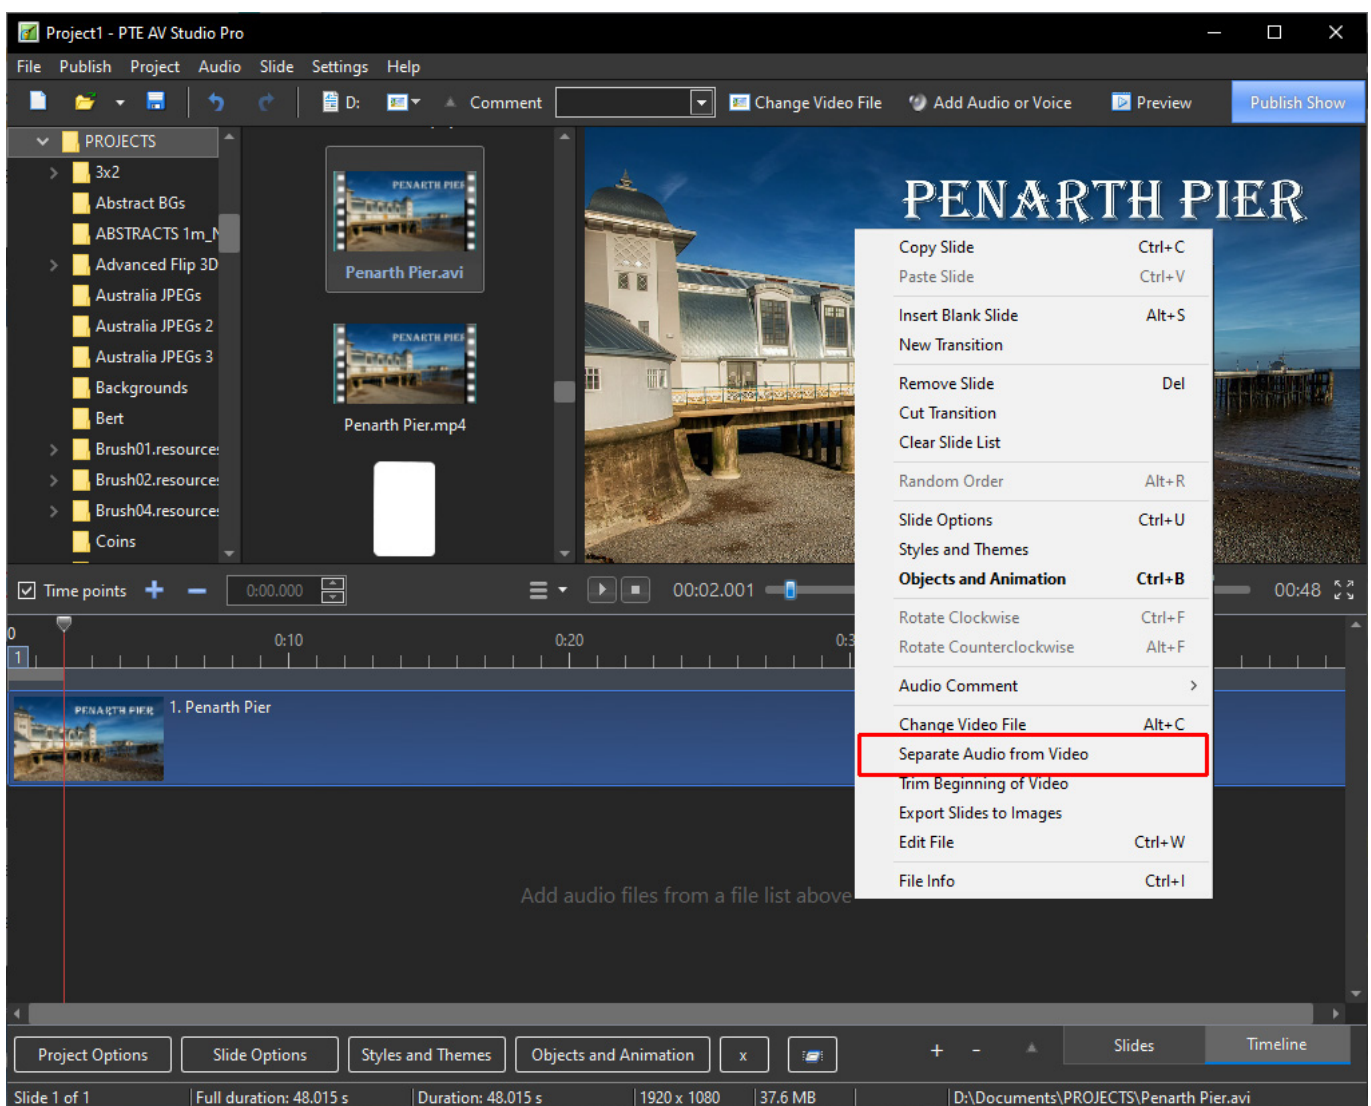 Project1 - PTE AV Studio Pro
File Publish Project Audio Slide Settings Help
D: Comment Change Video File Add Audio or Voice Preview Publish Show
PROJECTS
3x2
Abstract BGs
ABSTRACTS 1m_N
Advanced Flip 3D
Australia JPEGs
Australia JPEGs 2
Australia JPEGs 3
Backgrounds
Bert
Brush01.resource
Brush02.resource
Brush04.resource
Coins
PENARTH PIER
Penarth Pier.avi
PENARTH PIER
Penarth Pier.mp4
PENARTH PIER
Copy Slide Ctrl+C
Paste Slide Ctrl+V
Insert Blank Slide Alt+S
New Transition
Remove Slide Del
Cut Transition
Clear Slide List
Random Order Alt+R
Slide Options Ctrl+U
Styles and Themes
Objects and Animation Ctrl+B
Rotate Clockwise Ctrl+F
Rotate Counterclockwise Alt+F
Audio Comment
Change Video File Alt+C
Separate Audio from Video
Trim Beginning of Video
Export Slides to Images
Edit File Ctrl+W
File Info Ctrl+I
Time points 0:00.000 00:02.001 00:48
0 0:10 0:20 0:3
1
PENARTH PIER 1. Penarth Pier
Add audio files from a file list above
Project Options Slide Options Styles and Themes Objects and Animation x + - Slides Timeline
Slide 1 of 1 Full duration: 48.015 s Duration: 48.015 s 1920 x 1080 37.6 MB D:\Documents\PROJECTS\Penarth Pier.avi